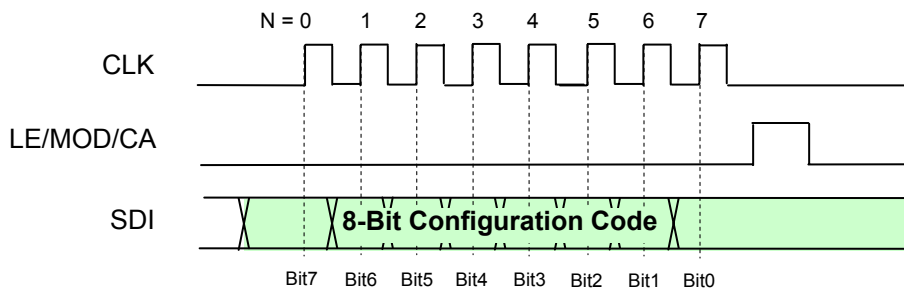 N = 0 1 2 3 4 5 6 7
CLK
LE/MOD/CA
SDI
8-Bit Configuration Code
Bit7 Bit6 Bit5 Bit4 Bit3 Bit2 Bit1 Bit0